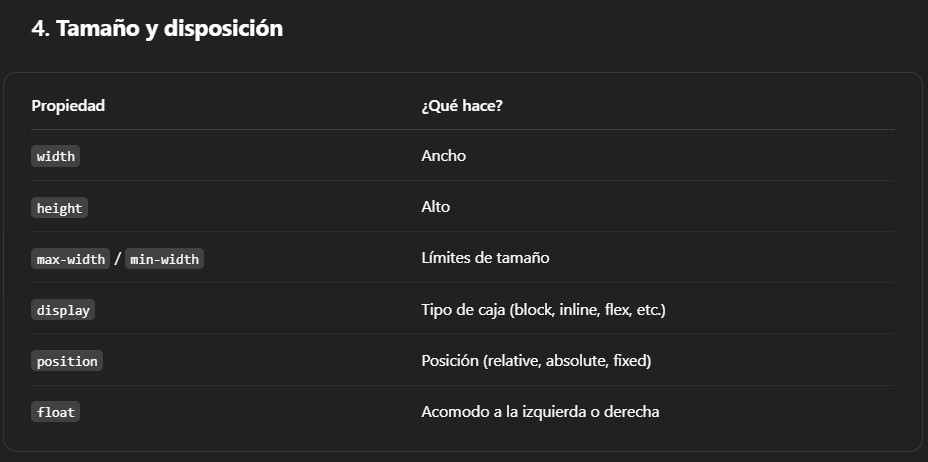 4. Tamaño y disposición
Propiedad ¿Qué hace?
width Ancho
height Alto
max-width / min-width Límites de tamaño
display Tipo de caja (block, inline, flex, etc.)
position Posición (relative, absolute, fixed)
float Acomodo a la izquierda o derecha